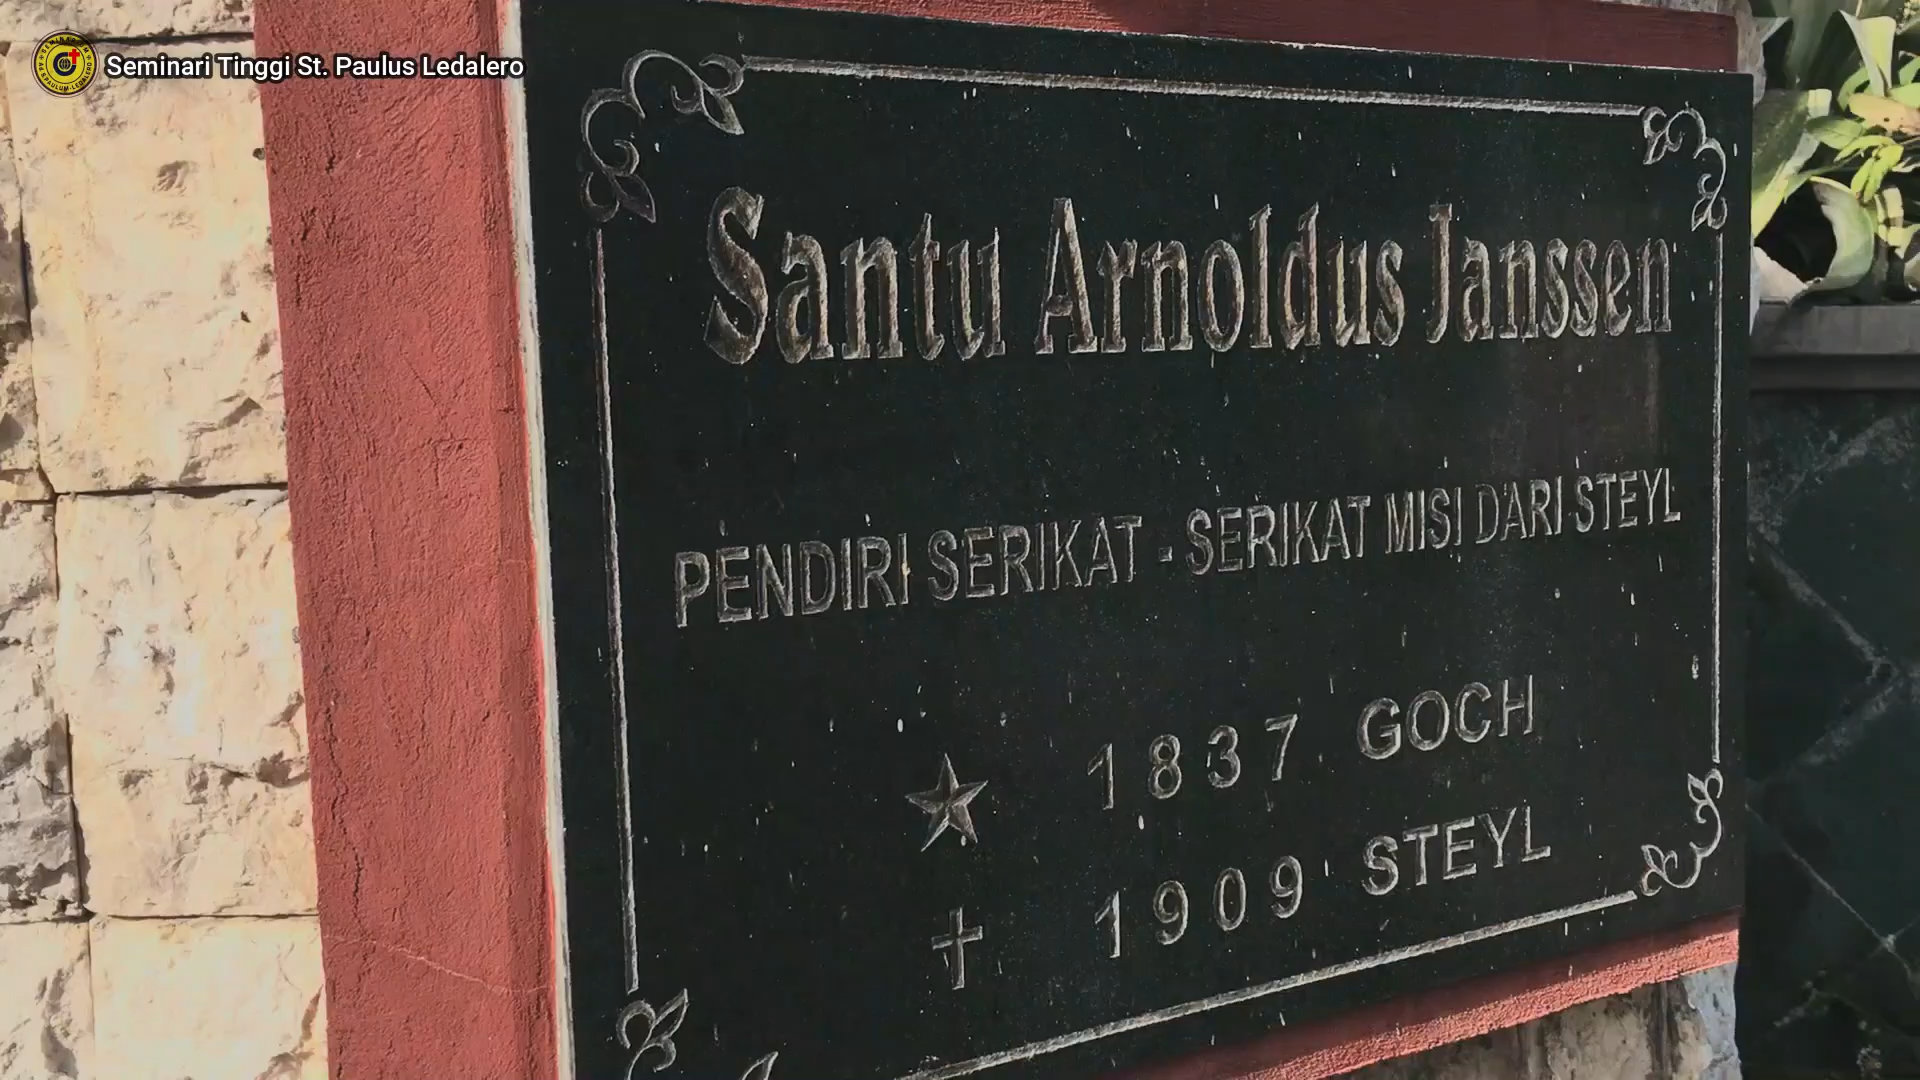 Seminari Tinggi St. Paulus Ledalero
Santu Arnoldus Janssen
PENDIRI SERIKAT - SERIKAT MISI DARI STEYL
1837 GOCH
1909 STEYL